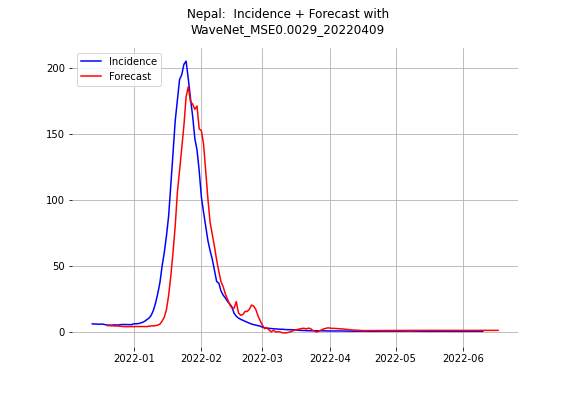 Nepal:  Incidence + Forecast with
WaveNet_MSE0.0029_20220409
Incidence
Forecast
200
150
100
50
0
2022-01 2022-02 2022-03 2022-04 2022-05 2022-06